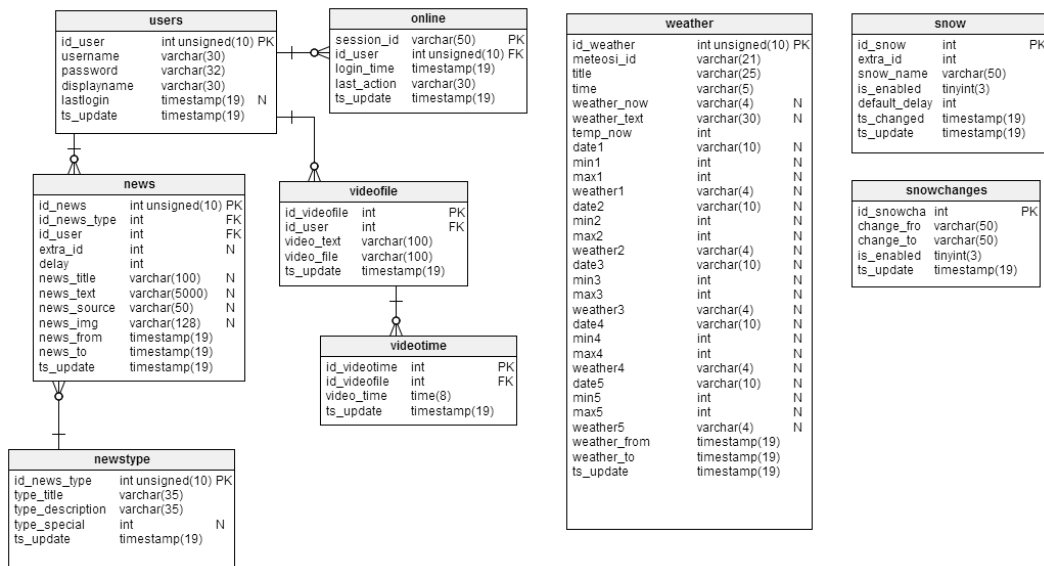 users
id_user int unsigned(10) PK
username varchar(30)
password varchar(32)
displayname varchar(30)
lastlogin timestamp(19) N
ts_update timestamp(19)
online
session_id varchar(50) PK
id_user int unsigned(10) FK
login_time timestamp(19)
last_action varchar(30)
ts_update timestamp(19)
news
id_news int unsigned(10) PK
id_news_type int FK
id_user int FK
extra_id int N
delay int
news_title varchar(100) N
news_text varchar(5000) N
news_source varchar(50) N
news_img varchar(128) N
news_from timestamp(19)
news_to timestamp(19)
ts_update timestamp(19)
videofile
id_videofile int PK
id_user int FK
video_text varchar(100)
video_file varchar(100)
ts_update timestamp(19)
videotime
id_videotime int PK
id_videofile int FK
video_time time(8)
ts_update timestamp(19)
newstype
id_news_type int unsigned(10) PK
type_title varchar(35)
type_description varchar(35)
type_special int N
ts_update timestamp(19)
weather
id_weather int unsigned(10) PK
meteosi_id varchar(21)
title varchar(25)
time varchar(5)
weather_now varchar(4) N
weather_text varchar(30) N
temp_now int
date1 varchar(10) N
min1 int N
max1 int N
weather1 varchar(4) N
date2 varchar(10) N
min2 int N
max2 int N
weather2 varchar(4) N
date3 varchar(10) N
min3 int N
max3 int N
weather3 varchar(4) N
date4 varchar(10) N
min4 int N
max4 int N
weather4 varchar(4) N
date5 varchar(10) N
min5 int N
max5 int N
weather5 varchar(4) N
weather_from timestamp(19)
weather_to timestamp(19)
ts_update timestamp(19)
snow
id_snow int PK
extra_id int
snow_name varchar(50)
is_enabled tinyint(3)
default_delay int
ts_changed timestamp(19)
ts_update timestamp(19)
snowchanges
id_snowcha int PK
change_fro varchar(50)
change_to varchar(50)
is_enabled tinyint(3)
ts_update timestamp(19)